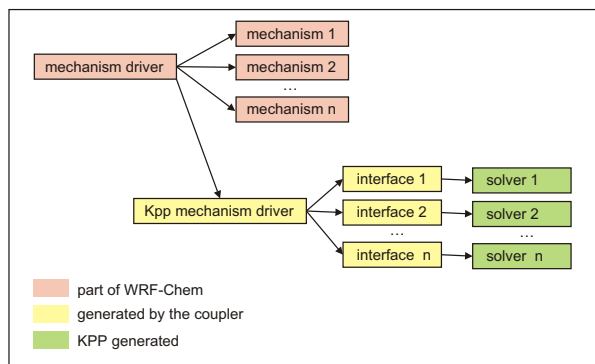 mechanism 1
mechanism driver
mechanism 2
...
mechanism n
interface 1
solver 1
Kpp mechanism driver
interface 2
solver 2
...
...
interface n
solver n
part of WRF-Chem
generated by the coupler
KPP generated